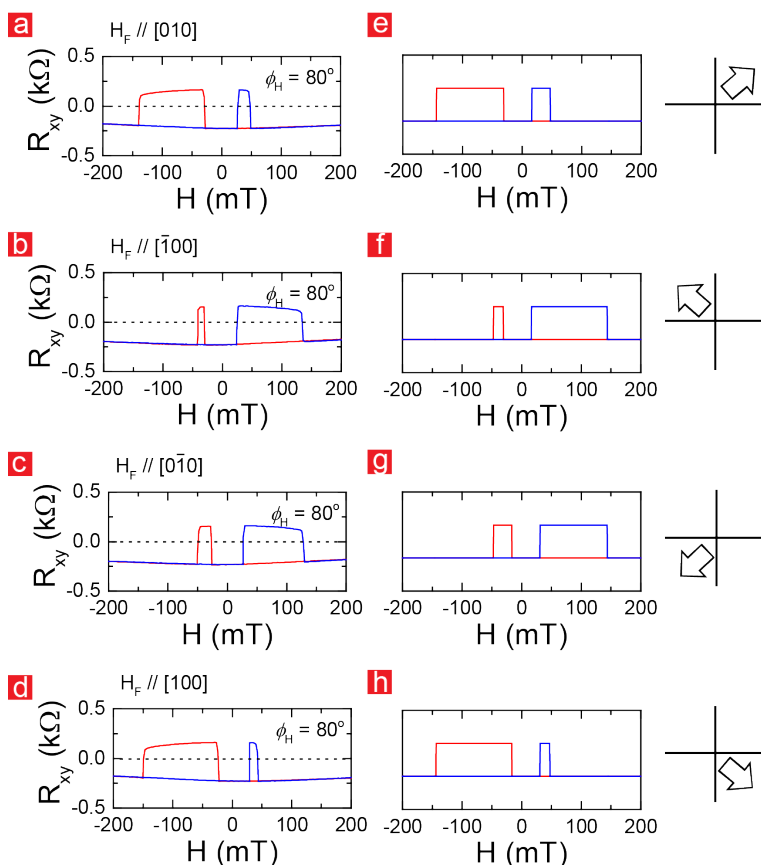 a
H_F // [010]
e
0.5
ϕ_H = 80°
0.0
R_xy (kΩ)
-0.5
-200 -100 0 100 200
-200 -100 0 100 200
H (mT)
H (mT)
b
H_F // [1̄00]
f
0.5
ϕ_H = 80°
0.0
R_xy (kΩ)
-0.5
-200 -100 0 100 200
-200 -100 0 100 200
H (mT)
H (mT)
c
H_F // [01̄0]
g
0.5
ϕ_H = 80°
0.0
R_xy (kΩ)
-0.5
-200 -100 0 100 200
-200 -100 0 100 200
H (mT)
H (mT)
d
H_F // [100]
h
0.5
ϕ_H = 80°
0.0
R_xy (kΩ)
-0.5
-200 -100 0 100 200
-200 -100 0 100 200
H (mT)
H (mT)